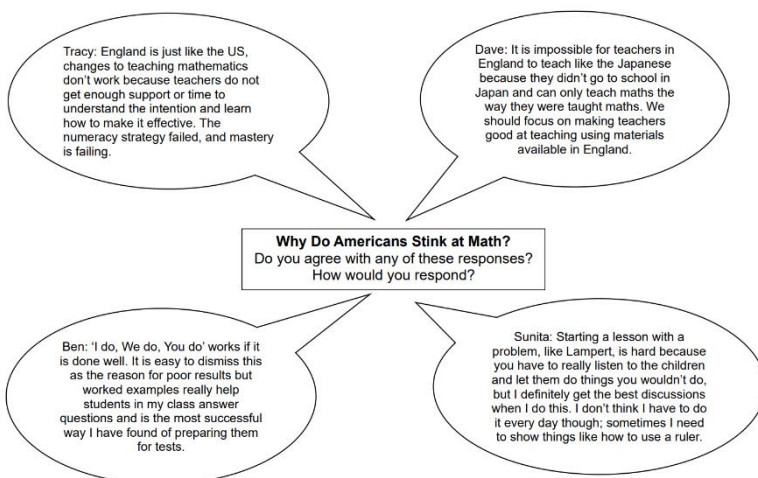 Tracy: England is just like the US,
changes to teaching mathematics
don't work because teachers do not
get enough support or time to
understand the intention and learn
how to make it effective. The
numeracy strategy failed, and mastery
is failing.
Dave: It is impossible for teachers in
England to teach like the Japanese
because they didn't go to school in
Japan and can only teach maths the
way they were taught maths. We
should focus on making teachers
good at teaching using materials
available in England.
Why Do Americans Stink at Math?
Do you agree with any of these responses?
How would you respond?
Ben: 'I do, We do, You do' works if it
is done well. It is easy to dismiss this
as the reason for poor results but
worked examples really help
students in my class answer
questions and is the most successful
way I have found of preparing them
for tests.
Sunita: Starting a lesson with a
problem, like Lampert, is hard because
you have to really listen to the children
and let them do things you wouldn't do,
but I definitely get the best discussions
when I do this. I don't think I have to do
it every day though; sometimes I need
to show things like how to use a ruler.